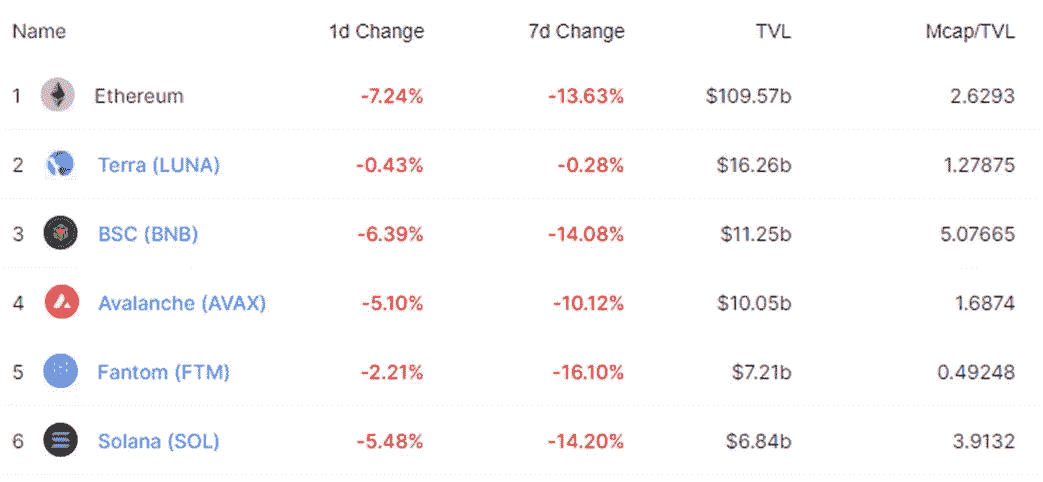 Name 1d Change 7d Change TVL Mcap/TVL
1 Ethereum -7.24% -13.63% $109.57b 2.6293
2 Terra (LUNA) -0.43% -0.28% $16.26b 1.27875
3 BSC (BNB) -6.39% -14.08% $11.25b 5.07665
4 Avalanche (AVAX) -5.10% -10.12% $10.05b 1.6874
5 Fantom (FTM) -2.21% -16.10% $7.21b 0.49248
6 Solana (SOL) -5.48% -14.20% $6.84b 3.9132